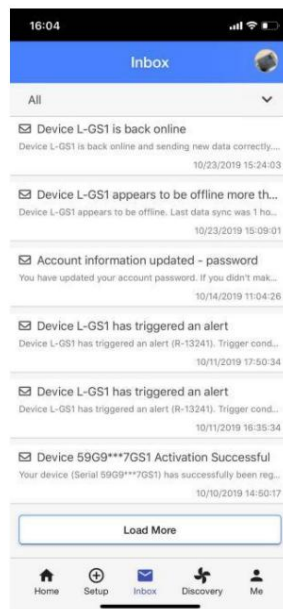 16:04
Inbox
All
Device L-GS1 is back online
Device L-GS1 is back online and sending new data correctly....
10/23/2019 15:24:03
Device L-GS1 appears to be offline more th...
Device L-GS1 appears to be offline. Last data sync was 1 ho...
10/23/2019 15:09:01
Account information updated - password
You have updated your account password. If you didn't mak...
10/14/2019 11:04:26
Device L-GS1 has triggered an alert
Device L-GS1 has triggered an alert (R-13241). Trigger cond...
10/11/2019 17:50:34
Device L-GS1 has triggered an alert
Device L-GS1 has triggered an alert (R-13241). Trigger cond...
10/11/2019 16:35:34
Device 59G9***7GS1 Activation Successful
Your device (Serial 59G9***7GS1) has successfully been reg...
10/10/2019 14:50:17
Load More
Home Setup Inbox Discovery Me